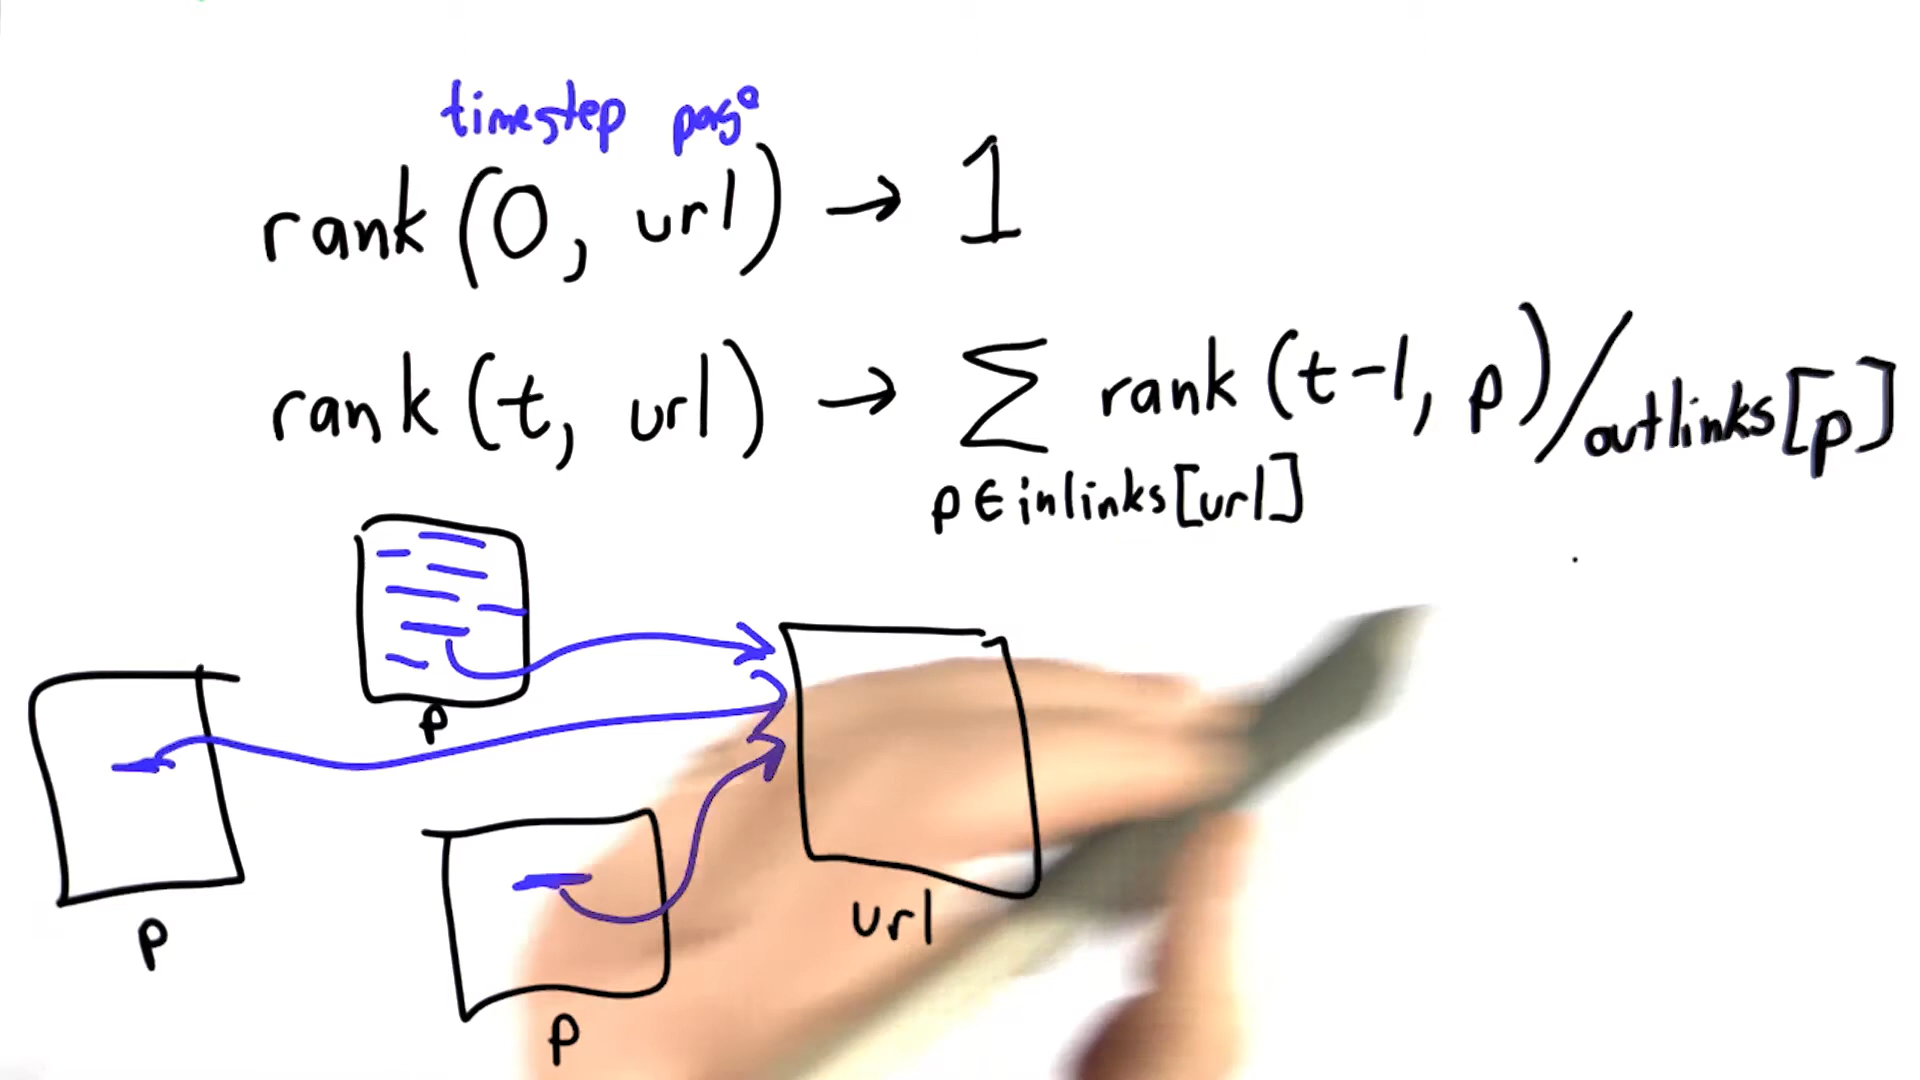 timestep page
rank (0, url) → 1
rank (t, url) → ∑ rank (t-1, p) / outlinks[p]
p ∈ inlinks[url]
p
p
url
p